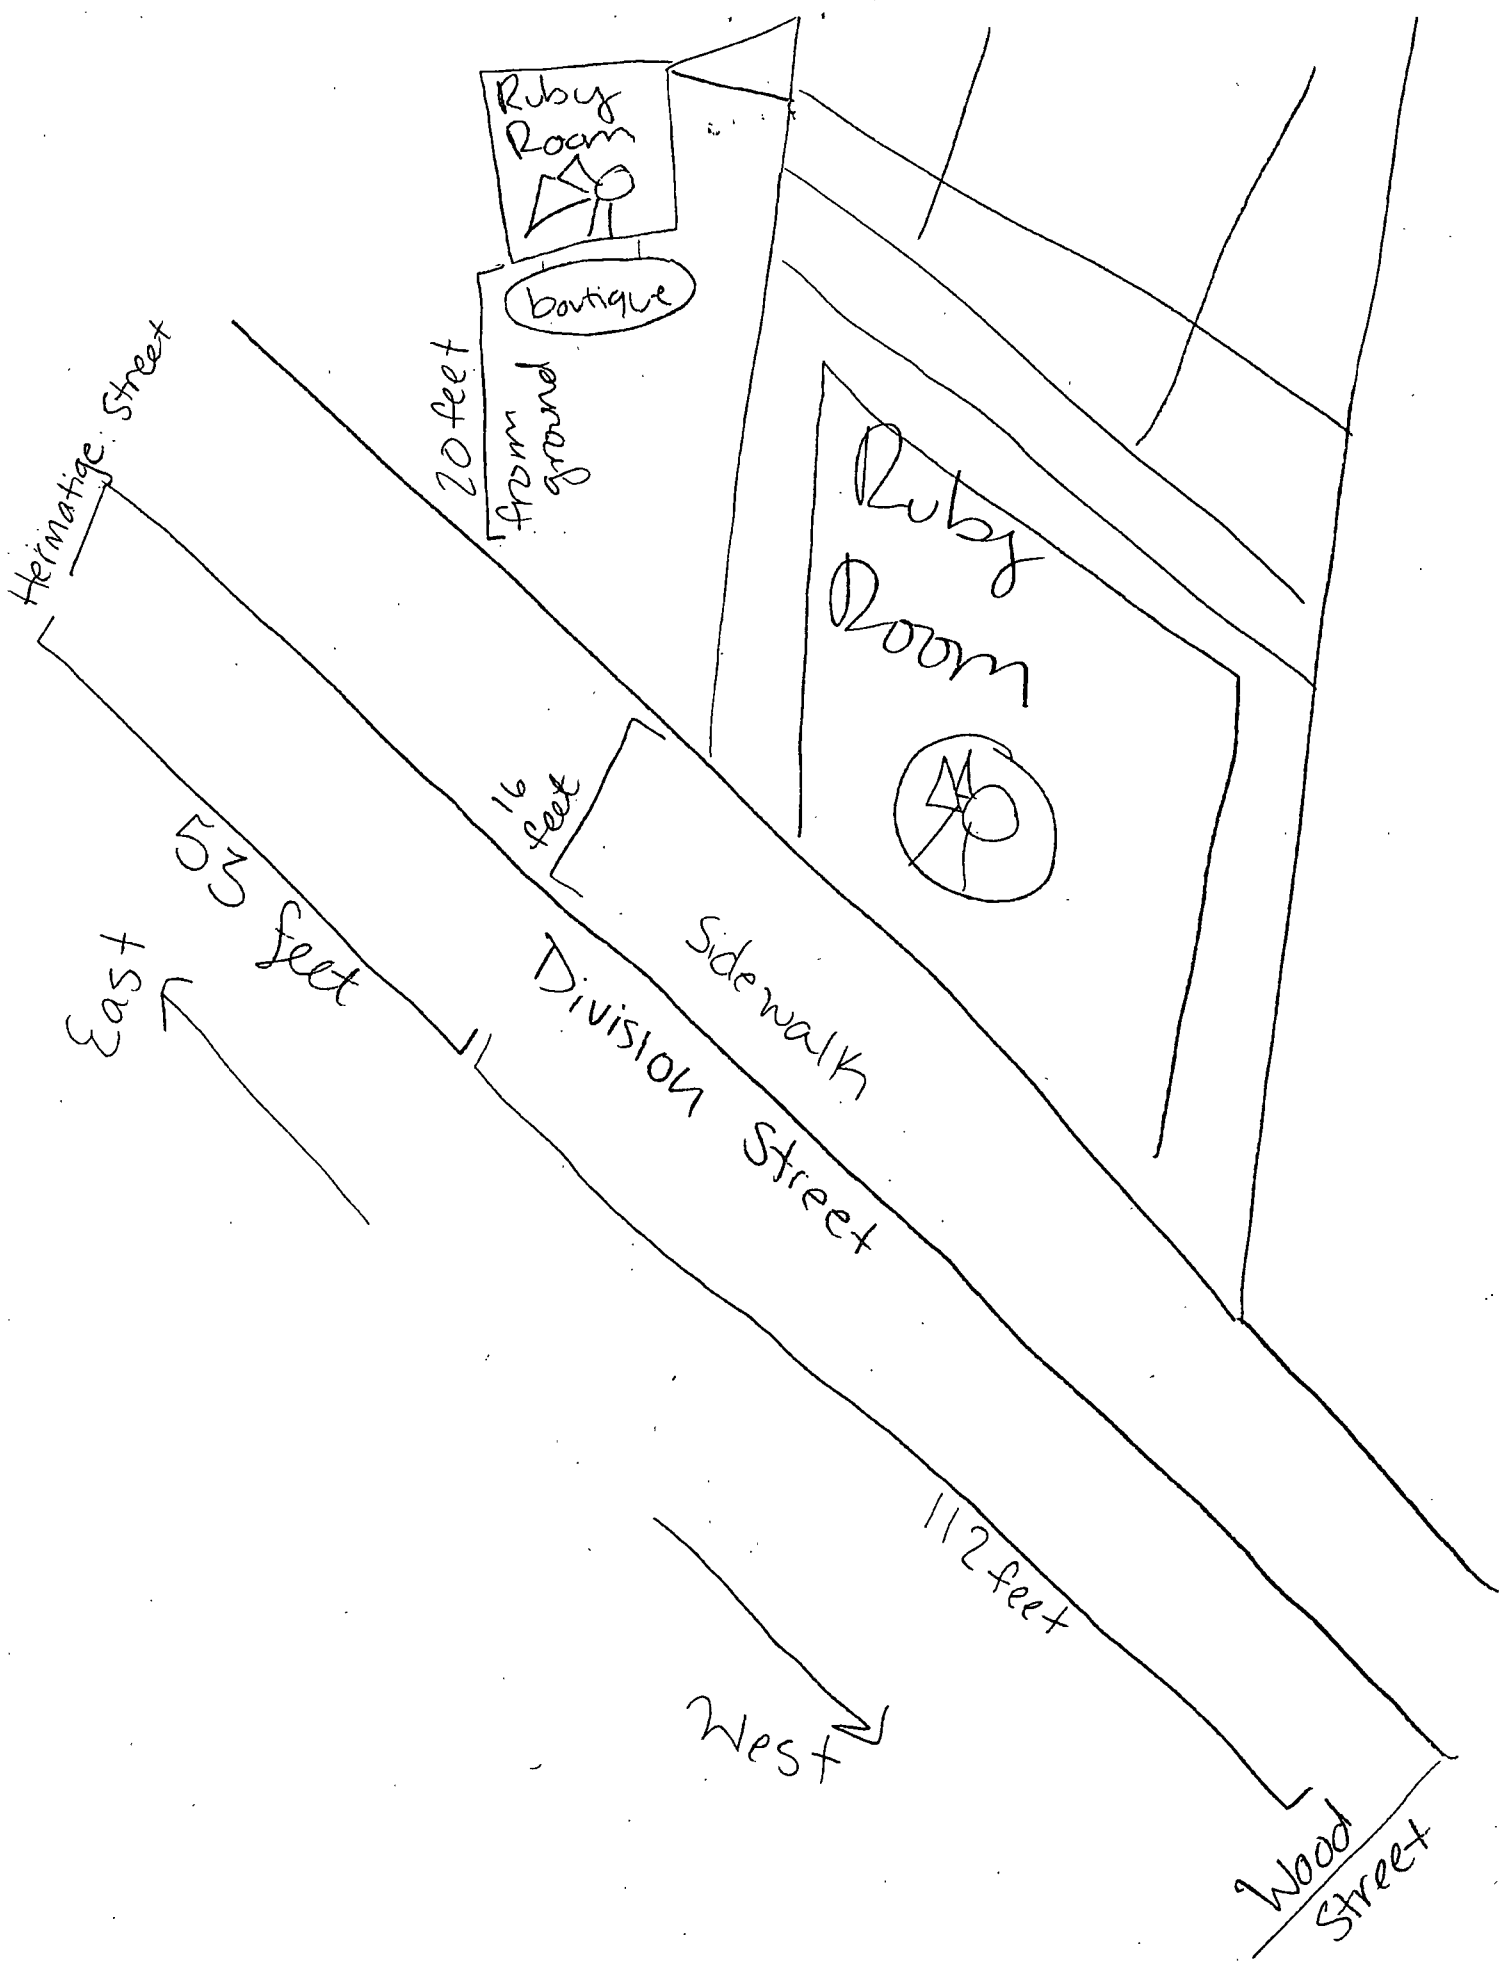 Ruby
Room
boutique
20 feet
from
ground
Hermatige Street
Ruby
Room
16
feet
53 feet
Sidewalk
East
Division Street
112 feet
West
Wood
Street